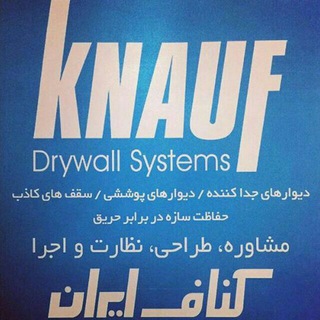 KNAUF
Drywall Systems
دیوارهای جدا کننده / دیوارهای پوششی / سقف های کاذب
حفاظت سازه در برابر حریق
مشاوره، طراحی، نظارت و اجرا
کناف ایران